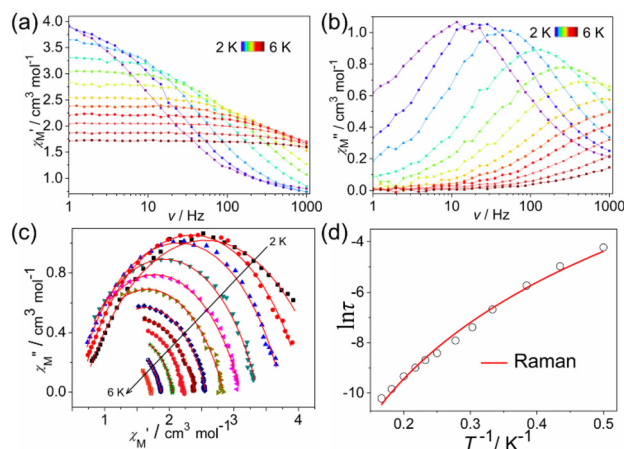 (a)
4.0
3.5
3.0
2.5
2.0
1.5
1.0
0.5
χM' / cm³ mol⁻¹
2 K 6 K
1 10 100 1000
ν / Hz
(b)
1.0
0.8
0.6
0.4
0.2
0.0
χM'' / cm³ mol⁻¹
2 K 6 K
1 10 100 1000
ν / Hz
(c)
0.8
0.4
0.0
χM'' / cm³ mol⁻¹
2 K
6 K
1 2 3 4
χM' / cm³ mol⁻¹
(d)
-4
-6
-8
-10
lnτ
Raman
0.2 0.3 0.4 0.5
T⁻¹/ K⁻¹